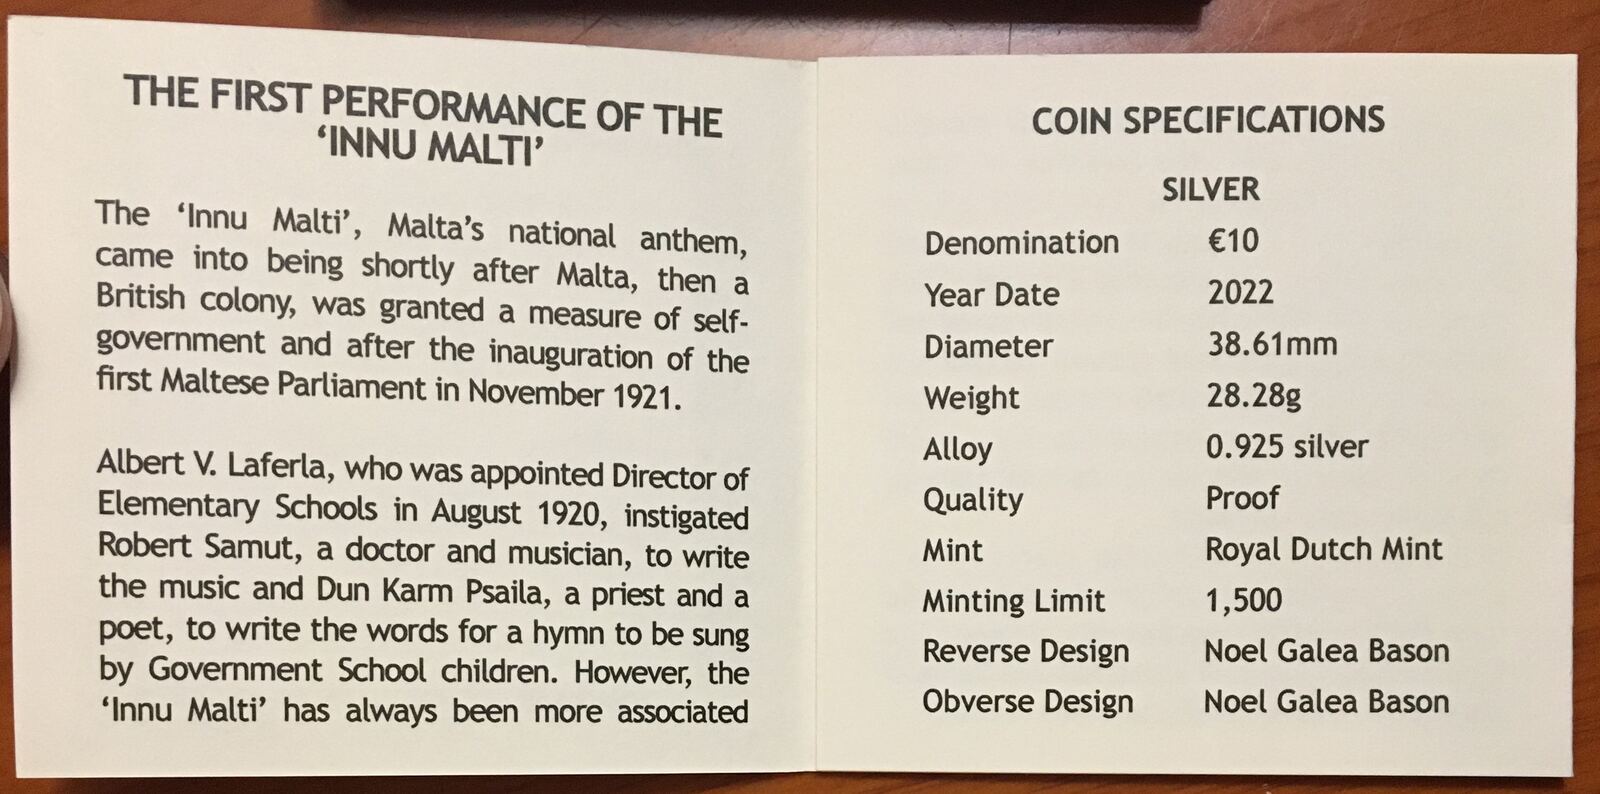 THE FIRST PERFORMANCE OF THE
‘INNU MALTI’
The ‘Innu Malti’, Malta’s national anthem,
came into being shortly after Malta, then a
British colony, was granted a measure of self-
government and after the inauguration of the
first Maltese Parliament in November 1921.
Albert V. Laferla, who was appointed Director of
Elementary Schools in August 1920, instigated
Robert Samut, a doctor and musician, to write
the music and Dun Karm Psaila, a priest and a
poet, to write the words for a hymn to be sung
by Government School children. However, the
‘Innu Malti’ has always been more associated
COIN SPECIFICATIONS
SILVER
Denomination €10
Year Date 2022
Diameter 38.61mm
Weight 28.28g
Alloy 0.925 silver
Quality Proof
Mint Royal Dutch Mint
Minting Limit 1,500
Reverse Design Noel Galea Bason
Obverse Design Noel Galea Bason